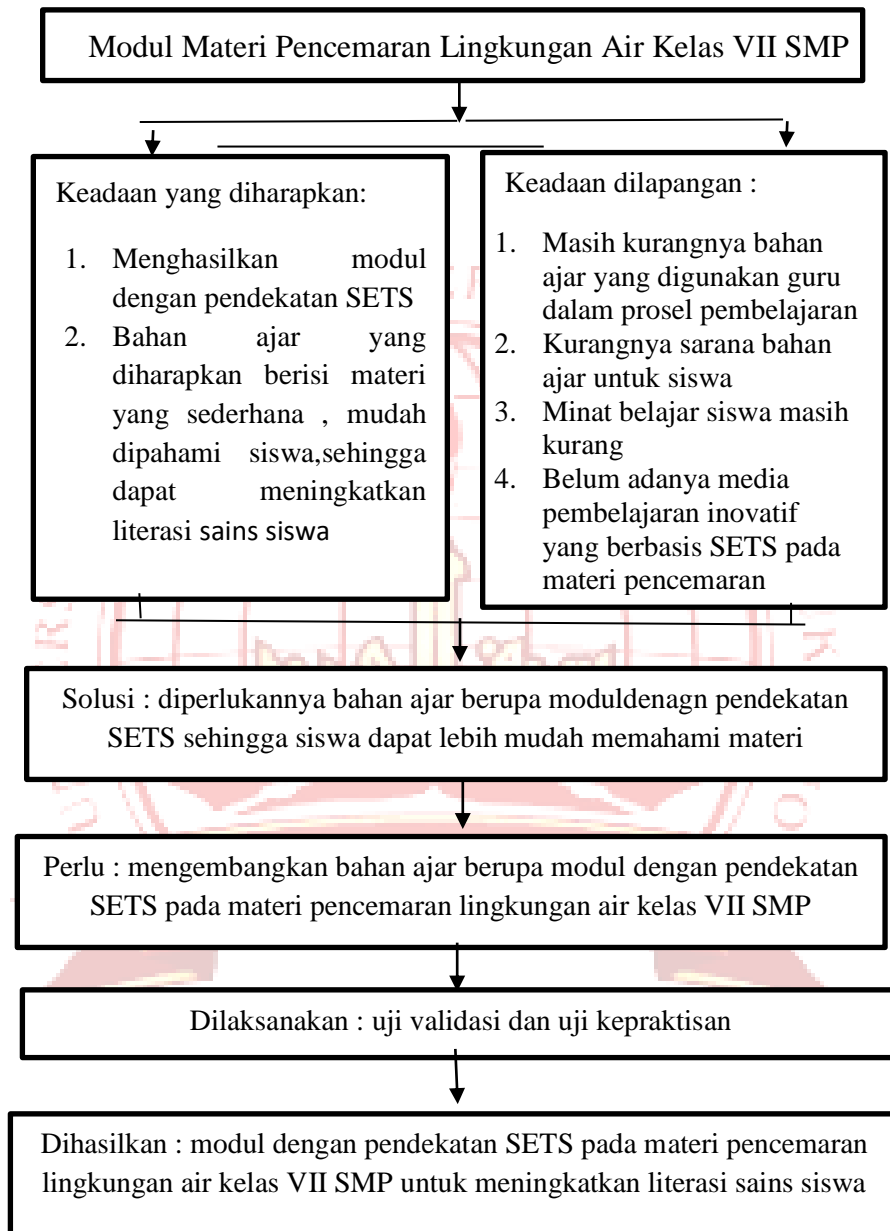 Modul Materi Pencemaran Lingkungan Air Kelas VII SMP
Keadaan yang diharapkan:
1. Menghasilkan modul
dengan pendekatan SETS
2. Bahan ajar yang
diharapkan berisi materi
yang sederhana , mudah
dipahami siswa,sehingga
dapat meningkatkan
literasi sains siswa
Keadaan dilapangan :
1. Masih kurangnya bahan
ajar yang digunakan guru
dalam prosel pembelajaran
2. Kurangnya sarana bahan
ajar untuk siswa
3. Minat belajar siswa masih
kurang
4. Belum adanya media
pembelajaran inovatif
yang berbasis SETS pada
materi pencemaran
Solusi : diperlukannya bahan ajar berupa moduldenagn pendekatan
SETS sehingga siswa dapat lebih mudah memahami materi
Perlu : mengembangkan bahan ajar berupa modul dengan pendekatan
SETS pada materi pencemaran lingkungan air kelas VII SMP
Dilaksanakan : uji validasi dan uji kepraktisan
Dihasilkan : modul dengan pendekatan SETS pada materi pencemaran
lingkungan air kelas VII SMP untuk meningkatkan literasi sains siswa